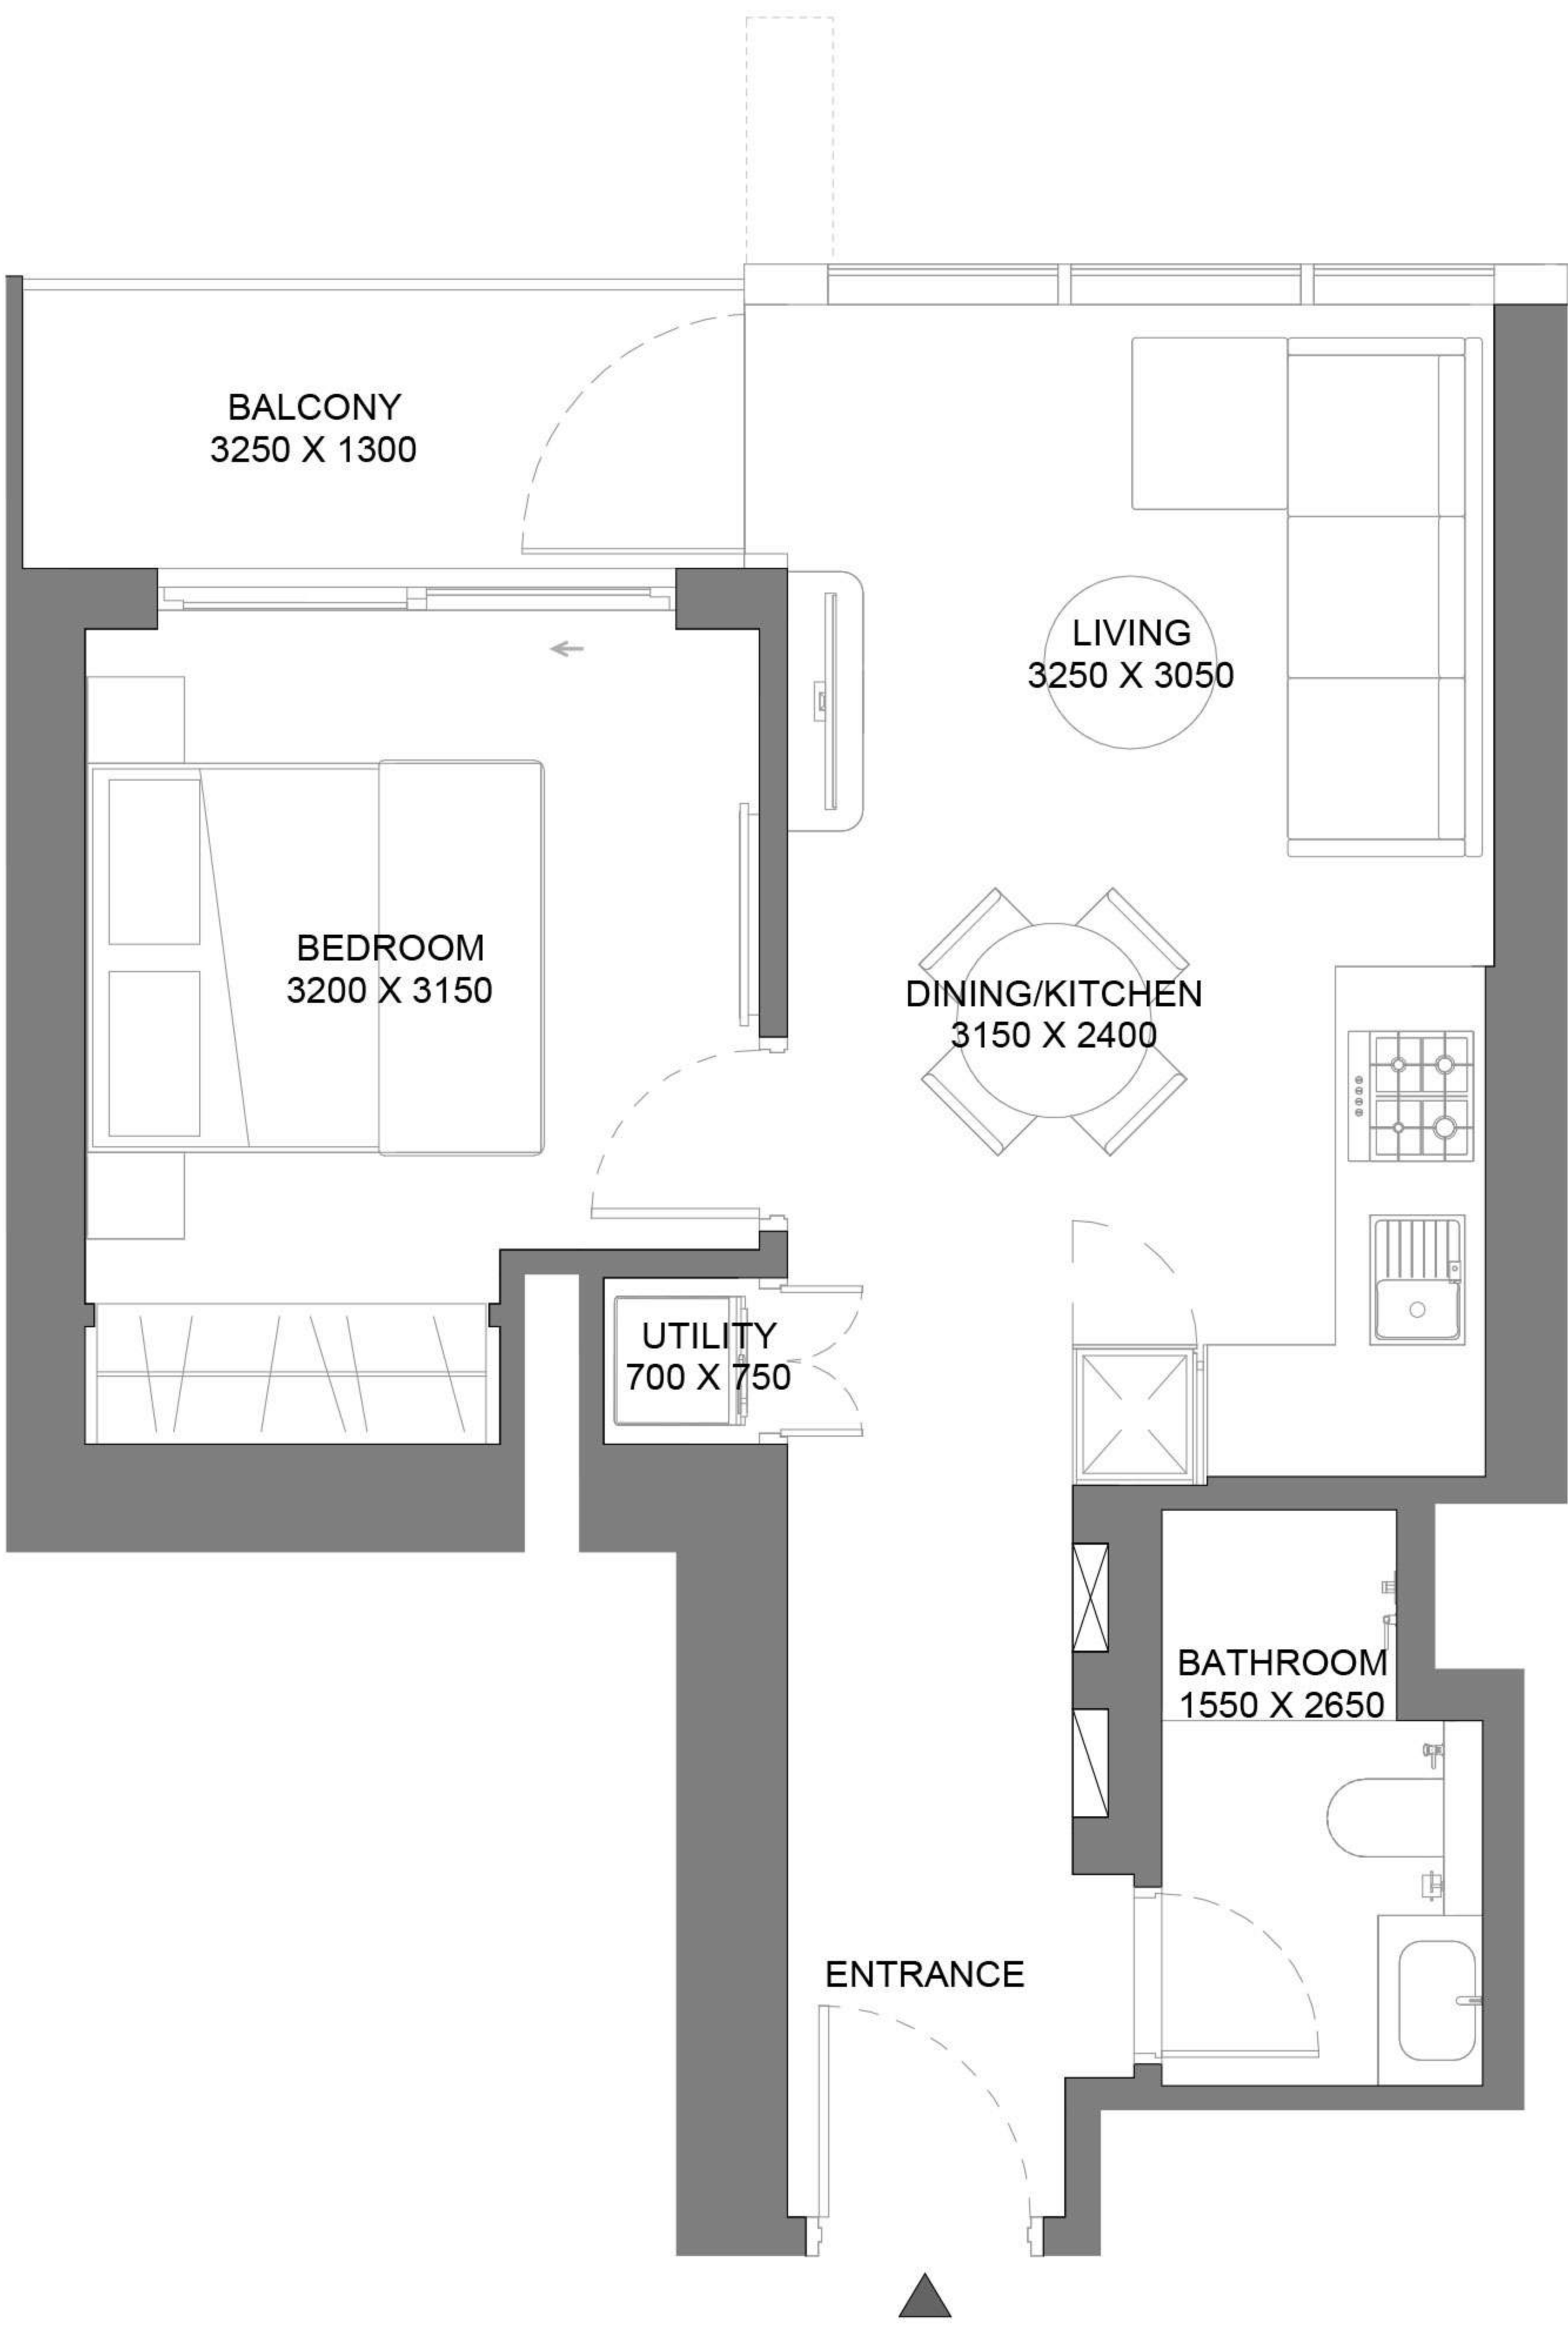 BALCONY
3250 X 1300
LIVING
3250 X 3050
BEDROOM
3200 X 3150
DINING/KITCHEN
3150 X 2400
UTILITY
700 X 750
BATHROOM
1550 X 2650
ENTRANCE